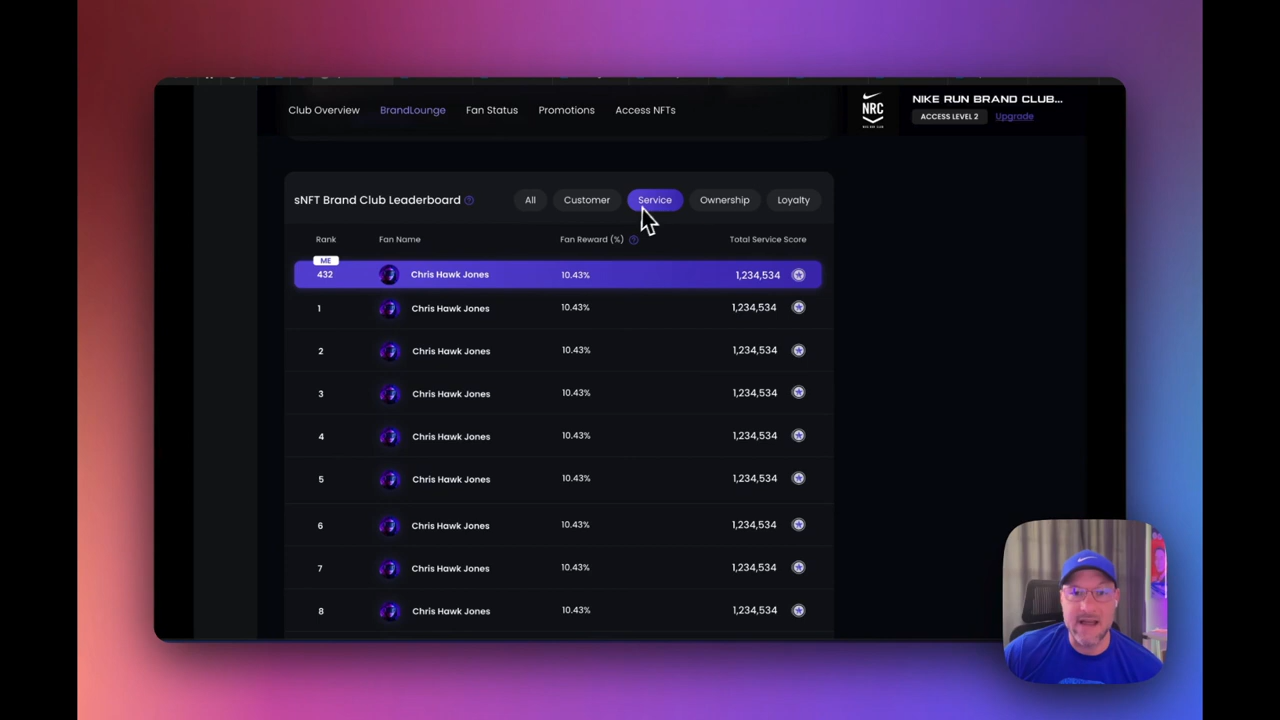 Club Overview BrandLounge Fan Status Promotions Access NFTs
NRC
NIKE RUN BRAND CLUB...
ACCESS LEVEL 2 Upgrade
sNFT Brand Club Leaderboard ? All Customer Service Ownership Loyalty
Rank Fan Name Fan Reward (%) ? Total Service Score
ME
432 Chris Hawk Jones 10.43% 1,234,534
1 Chris Hawk Jones 10.43% 1,234,534
2 Chris Hawk Jones 10.43% 1,234,534
3 Chris Hawk Jones 10.43% 1,234,534
4 Chris Hawk Jones 10.43% 1,234,534
5 Chris Hawk Jones 10.43% 1,234,534
6 Chris Hawk Jones 10.43% 1,234,534
7 Chris Hawk Jones 10.43% 1,234,534
8 Chris Hawk Jones 10.43% 1,234,534